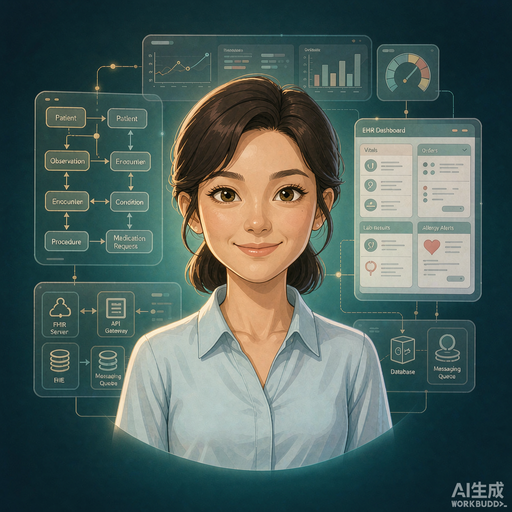 Patient
Patient
Observation
Encounter
Encounter
Condition
Procedure
Medication
Request
EMR Dashboard
Vitals
Orders
Lab Results
Allergy Alerts
FHIR
Server
API
Gateway
Messaging
Queue
Database
Messaging
Queue
AI生成
WORKBUDDY